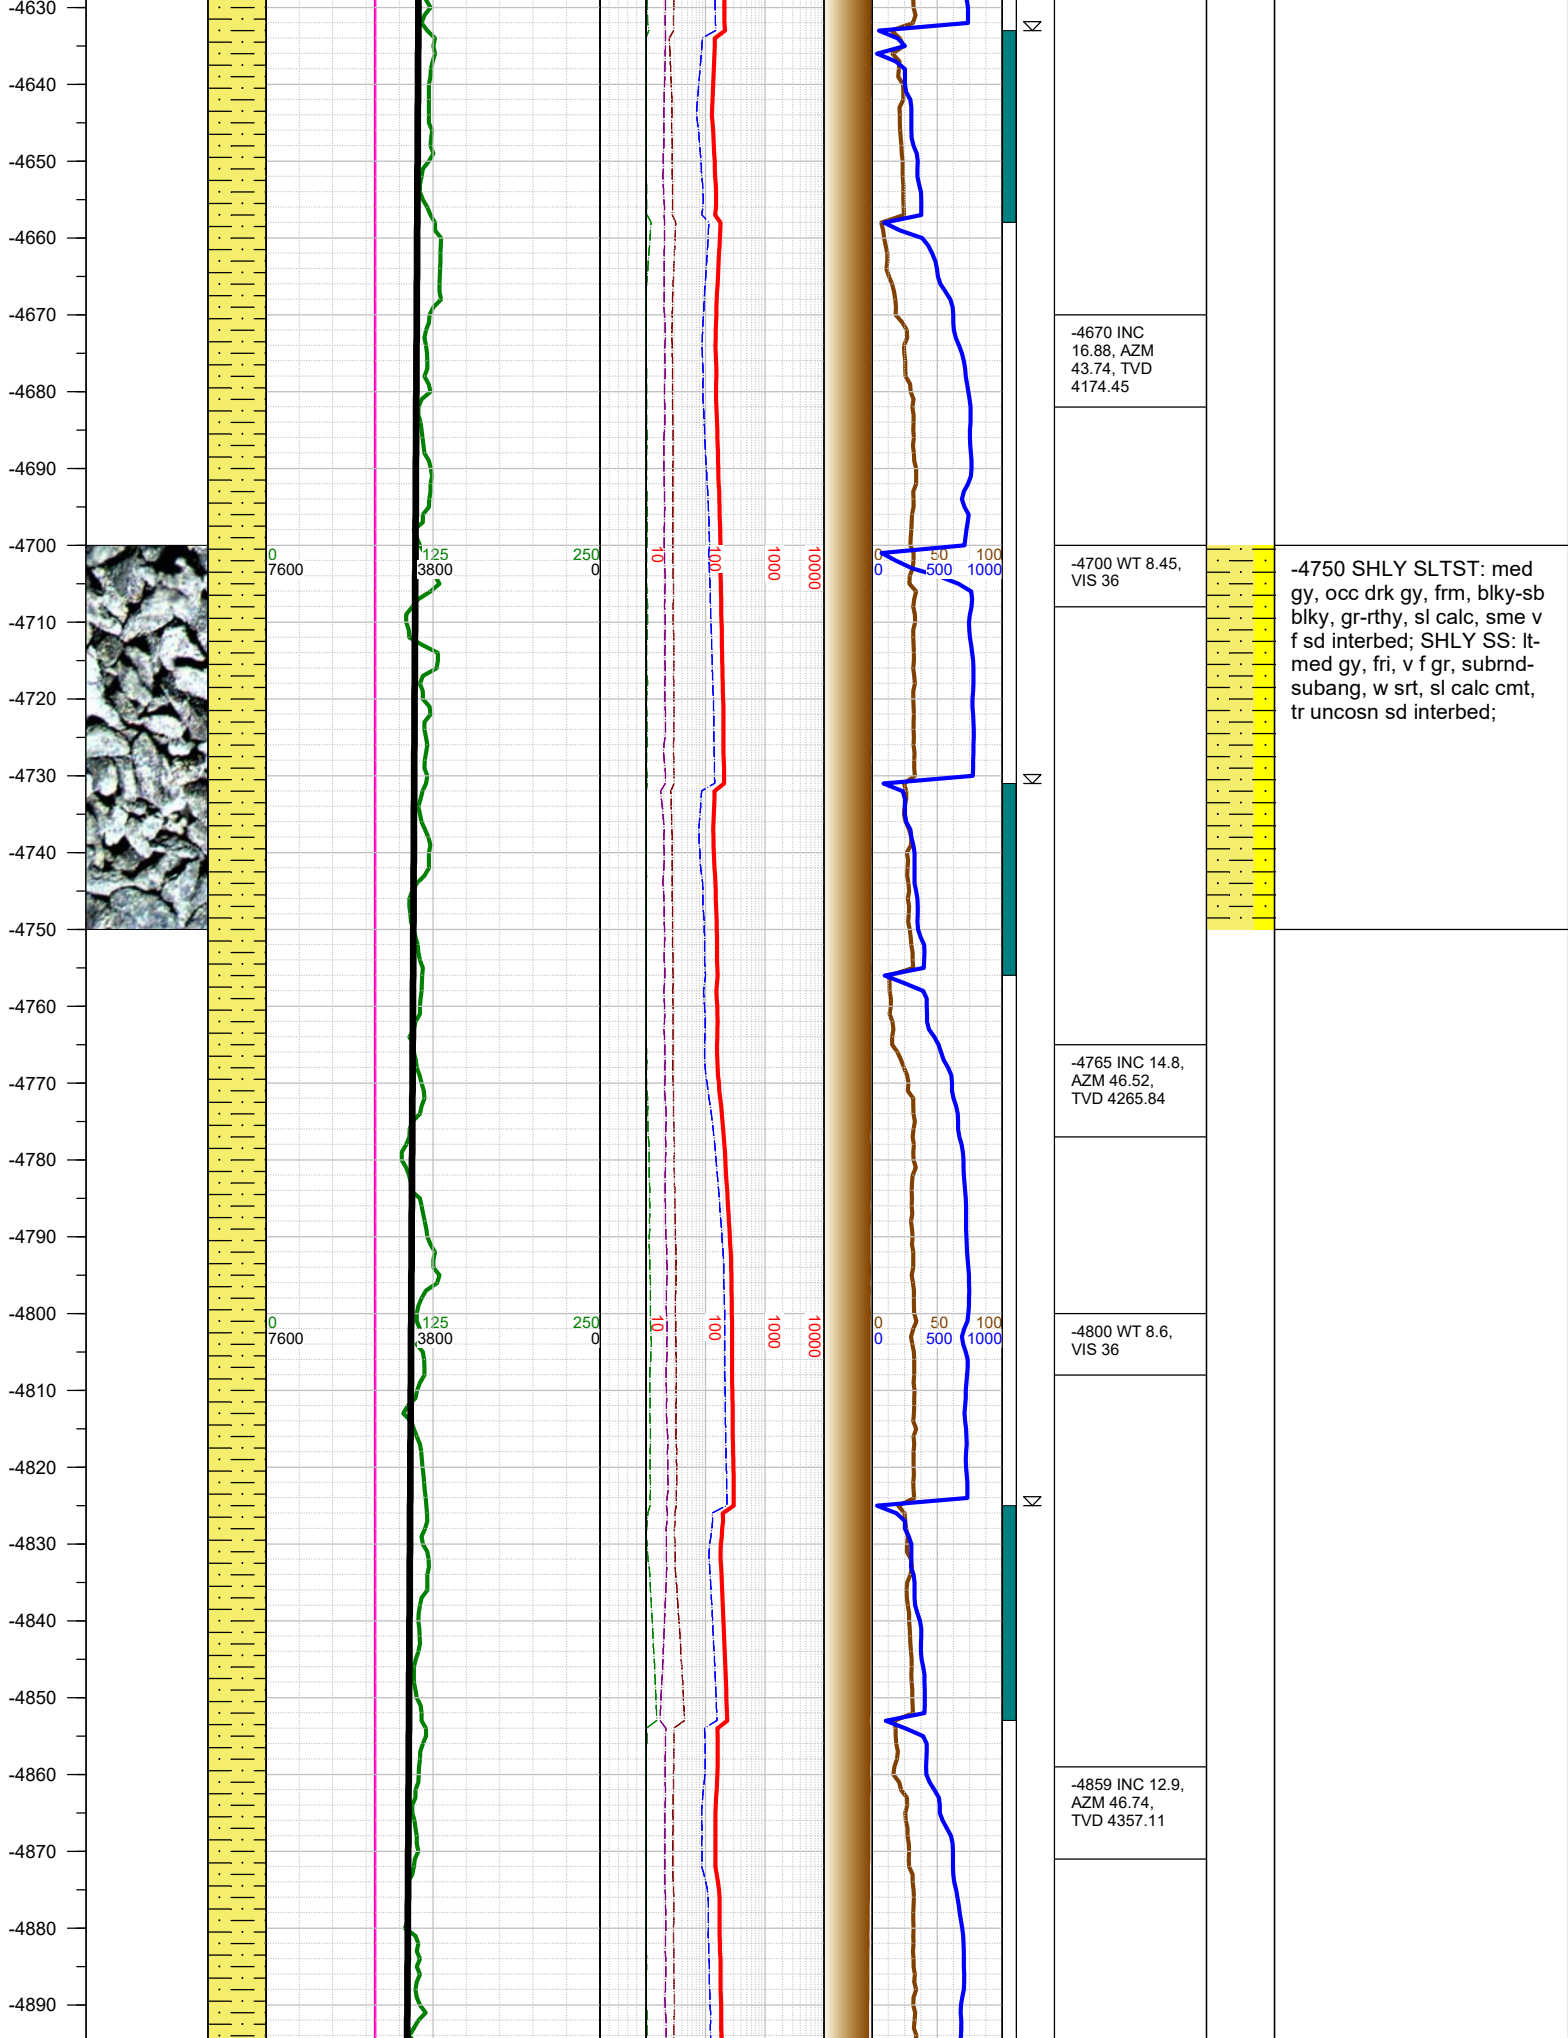 -4630
-4640
-4650
-4660
-4670
-4670 INC
16.88, AZM
43.74, TVD
4174.45
-4680
-4690
-4700
0 125 250
7600 3800 0
10 100 1000 10000
0 50 100
0 500 1000
-4700 WT 8.45,
VIS 36
-4750 SHLY SLTST: med
gy, occ drk gy, frm, blky-sb
blky, gr-rthy, sl calc, sme v
f sd interbed; SHLY SS: lt-
med gy, fri, v f gr, subrnd-
subang, w srt, sl calc cmt,
tr uncosn sd interbed;
-4710
-4720
-4730
-4740
-4750
-4760
-4765 INC 14.8,
AZM 46.52,
TVD 4265.84
-4770
-4780
-4790
-4800
0 125 250
7600 3800 0
10 100 1000 10000
0 50 100
0 500 1000
-4800 WT 8.6,
VIS 36
-4810
-4820
-4830
-4840
-4850
-4860
-4859 INC 12.9,
AZM 46.74,
TVD 4357.11
-4870
-4880
-4890